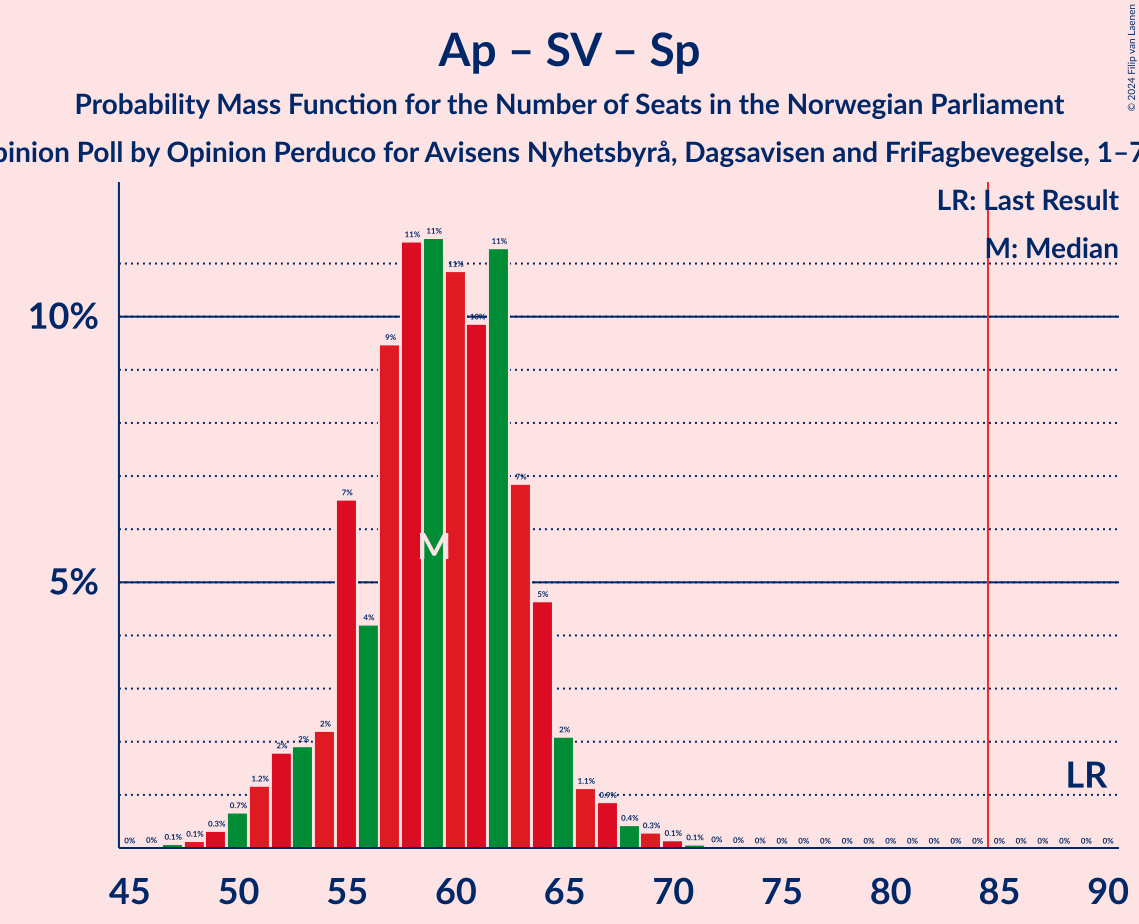 Ap – SV – Sp
Probability Mass Function for the Number of Seats in the Norwegian Parliament
pinion Poll by Opinion Perduco for Avisens Nyhetsbyrå, Dagsavisen and FriFagbevegelse, 1–7
© 2024 Filip van Laenen
LR: Last Result
M: Median
10%
5%
0% 0% 0.1% 0.1% 0.3% 0.7% 1.2% 2% 2% 2% 7% 4% 9% 11% 11% 11% 10% 11% 7% 5% 2% 1.1% 0.9% 0.4% 0.3% 0.1% 0.1% 0% 0% 0% 0% 0% 0% 0% 0% 0% 0% 0% 0% 0% 0% 0% 0% 0% 0% 0%
M
LR
45 50 55 60 65 70 75 80 85 90